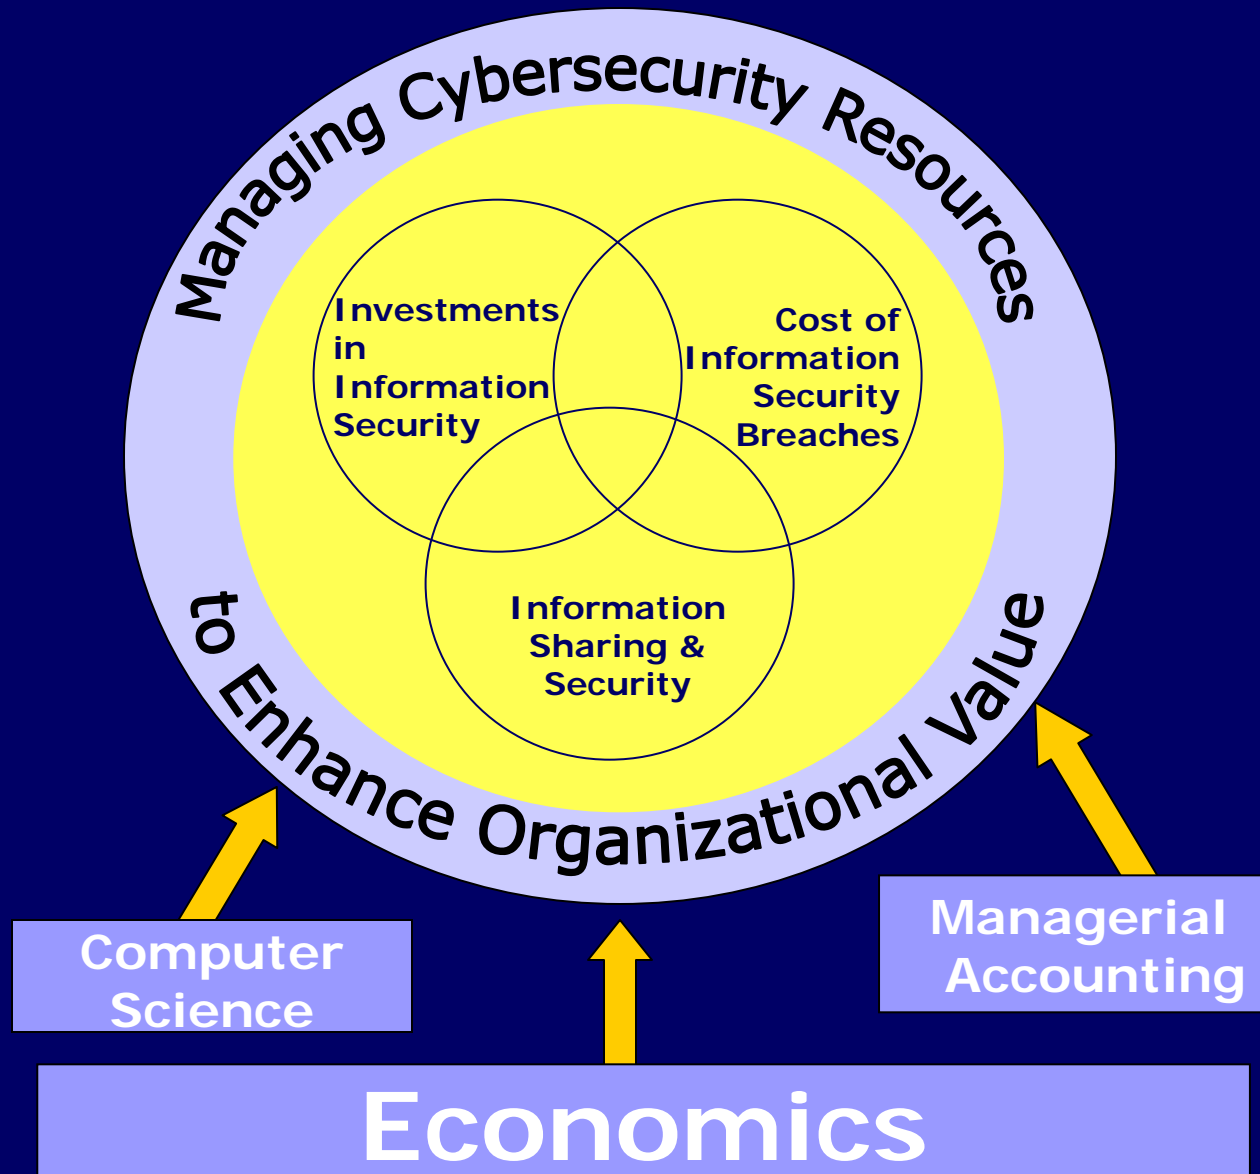 Managing Cybersecurity Resources
Investments
in
Information
Security
Cost of
Information
Security
Breaches
Information
Sharing &
Security
to Enhance Organizational Value
Computer
Science
Managerial
Accounting
Economics